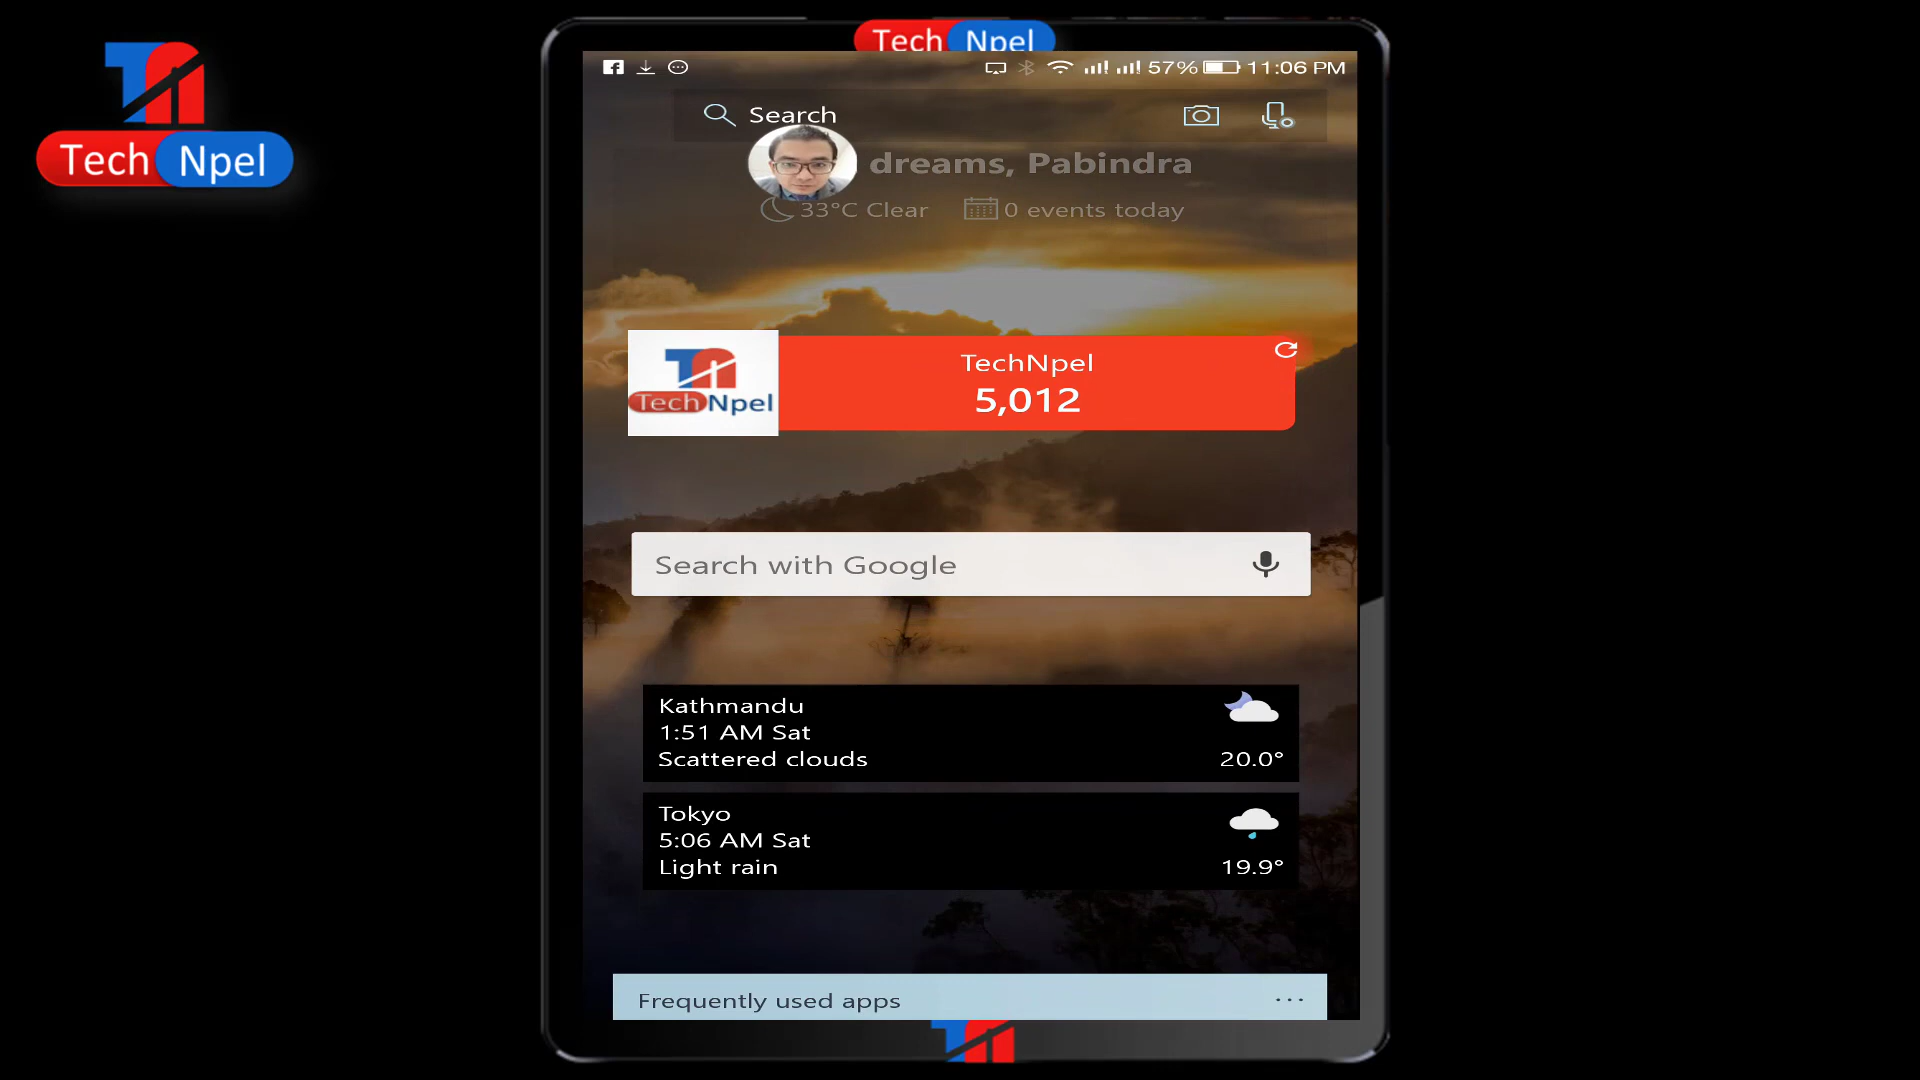 Tech Npel
Tech Npel
57% 11:06 PM
Search
dreams, Pabindra
33°C Clear 0 events today
TechNpel
5,012
Tech Npel
Search with Google
Kathmandu
1:51 AM Sat
Scattered clouds 20.0°
Tokyo
5:06 AM Sat
Light rain 19.9°
Frequently used apps ...